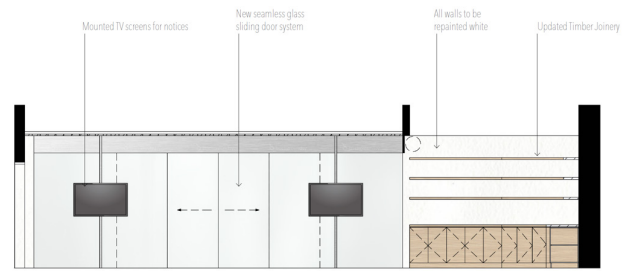 Mounted TV screens for notices
New seamless glass
sliding door system
All walls to be
repainted white
Updated Timber Joinery